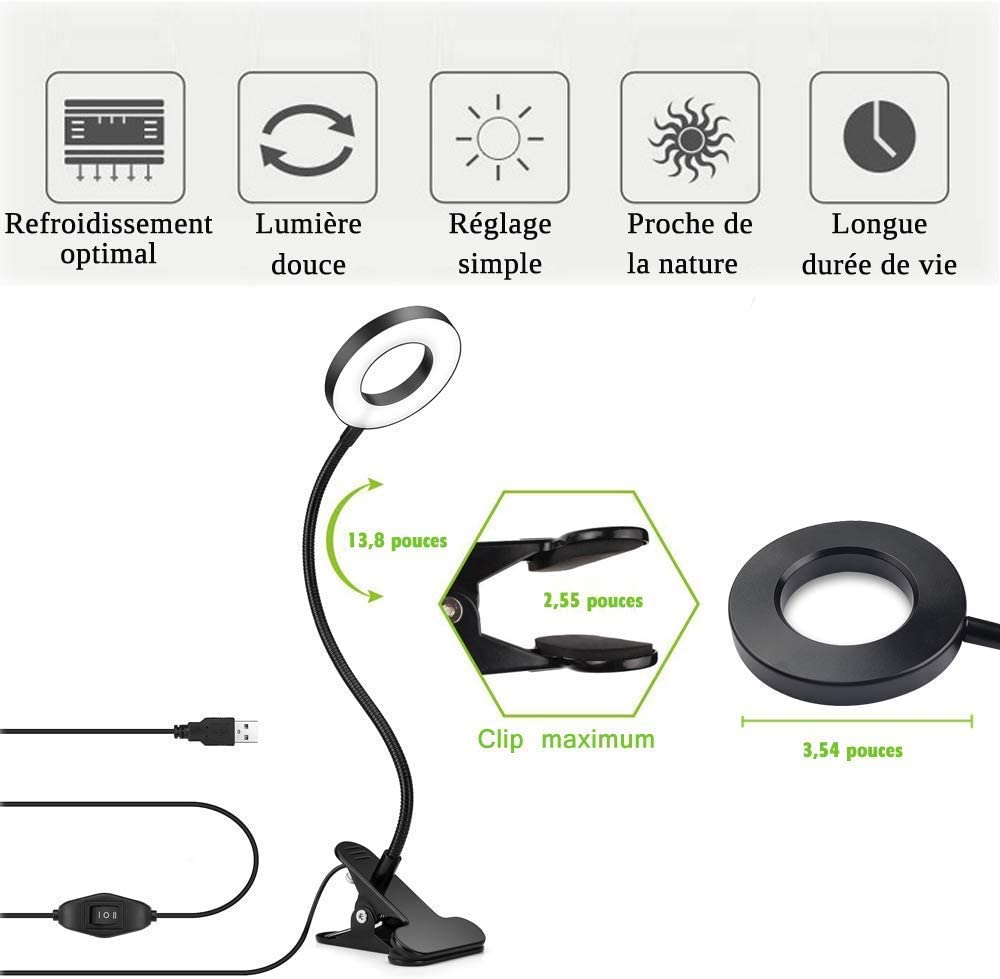 Refroidissement
optimal
Lumière
douce
Réglage
simple
Proche de
la nature
Longue
durée de vie
13,8 pouces
2,55 pouces
Clip maximum
3,54 pouces
I O II